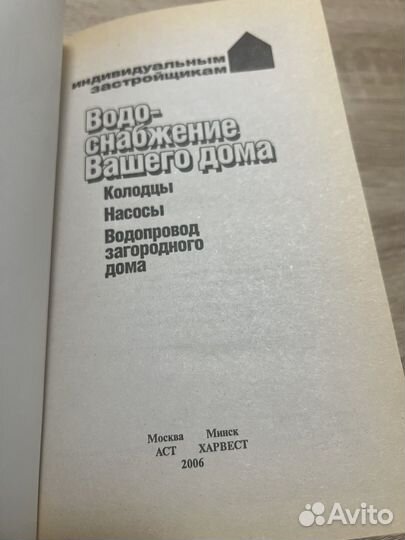 индивидуальным
застройщикам
Водо-
снабжение
Вашего дома
Колодцы
Насосы
Водопровод
загородного
дома
Москва Минск
АСТ ХАРВЕСТ
2006
Avito